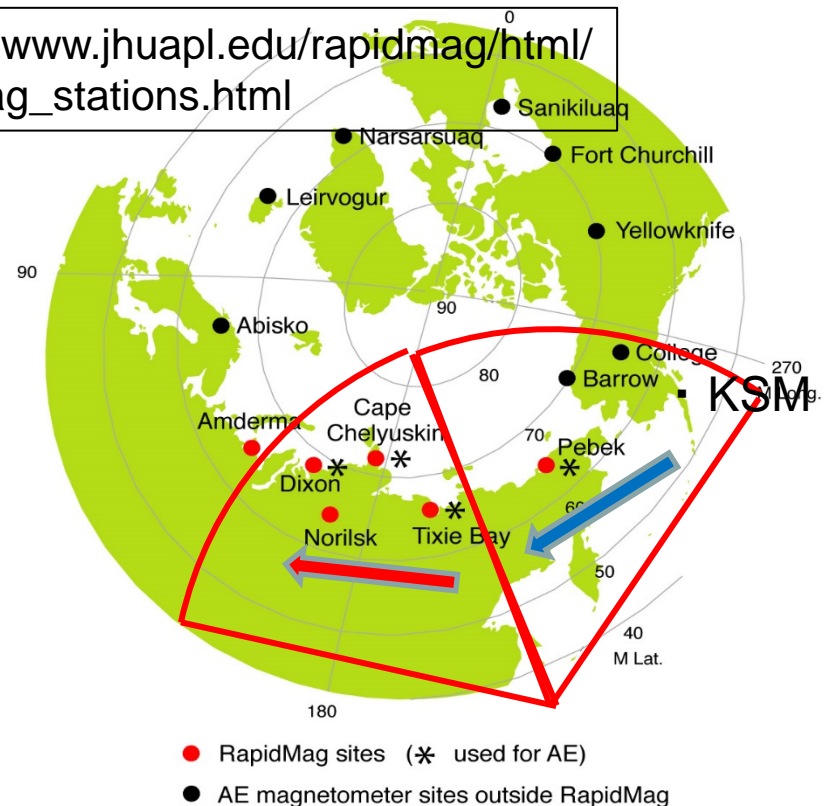 www.jhuapl.edu/rapidmag/html/
ag_stations.html
0
Sanikiluaq
Narsarsuaq
Fort Churchill
Leirvogur
Yellowknife
90
Abisko
90
College
270
80
Barrow
KSM
Cape
Chelyuskin
Amderma
70
Pebek
Dixon
60
Norilsk
Tixie Bay
50
40
M Lat.
180
RapidMag sites (* used for AE)
AE magnetometer sites outside RapidMag